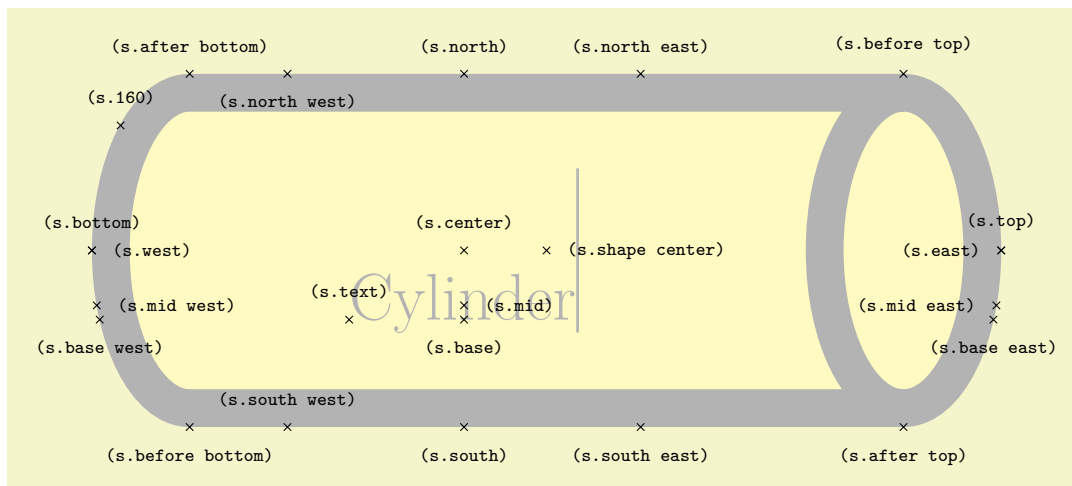 (s.after bottom)
(s.north)
(s.north east)
(s.before top)
(s.160)
(s.north west)
(s.bottom)
(s.center)
(s.top)
(s.west)
(s.shape center)
(s.east)
(s.text)
Cylinder
(s.mid west)
(s.mid)
(s.mid east)
(s.base west)
(s.base)
(s.base east)
(s.south west)
(s.before bottom)
(s.south)
(s.south east)
(s.after top)